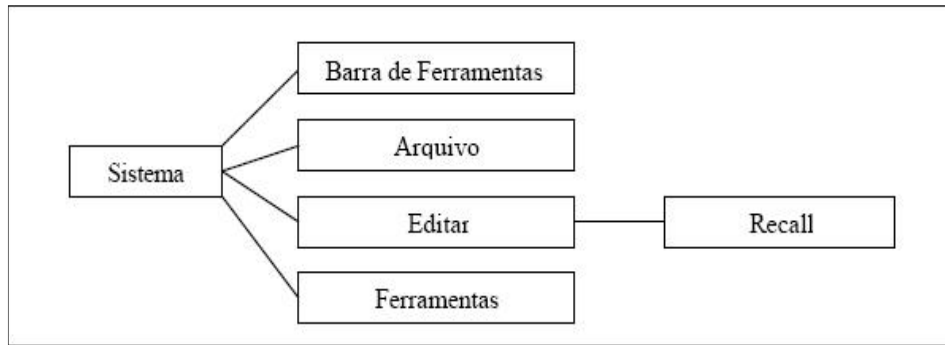 Barra de Ferramentas
Arquivo
Sistema
Editar
Recall
Ferramentas